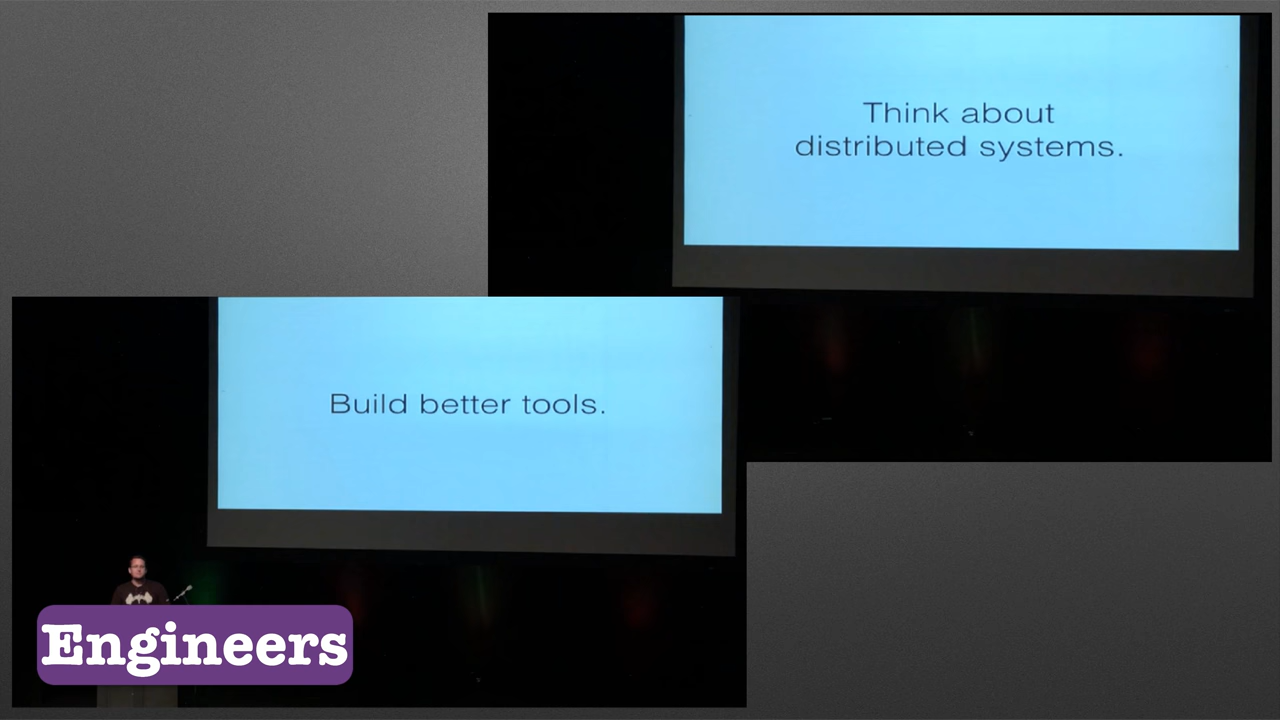 Think about
distributed systems.
Build better tools.
Engineers